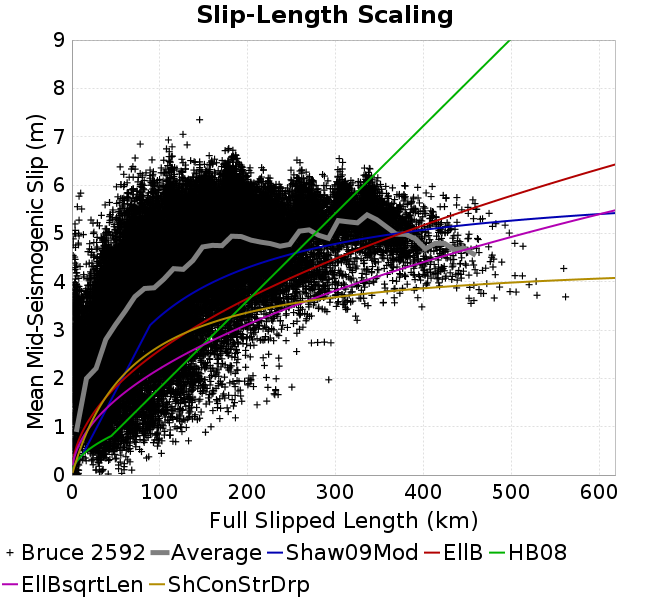 Slip-Length Scaling
Mean Mid-Seismogenic Slip (m)
9
8
7
6
5
4
3
2
1
0
0 100 200 300 400 500 600
Full Slipped Length (km)
Bruce 2592 Average Shaw09Mod EllB HB08
EllBsqrtLen ShConStrDrp